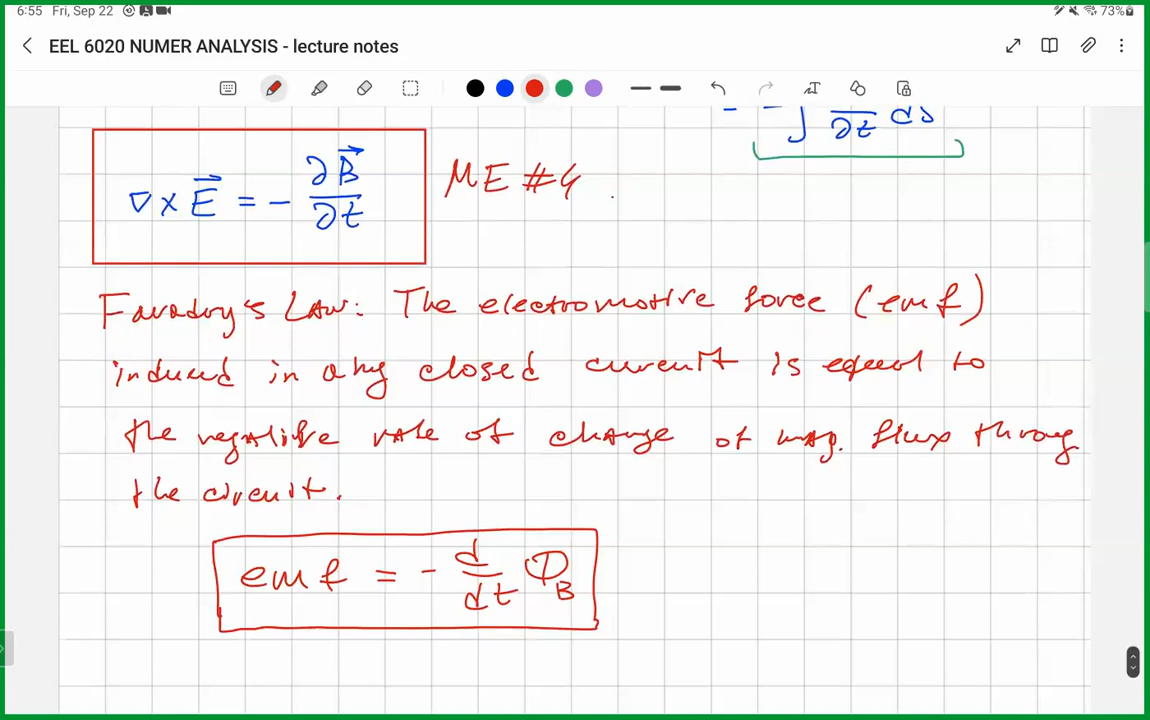 6:55 Fri, Sep 22
73%
EEL 6020 NUMER ANALYSIS - lecture notes
- - ∫ ∂t ds
∇ × E⃗ = - ∂B⃗/∂t
ME #4
Faraday's Law: The electromotive force (emf)
induced in any closed circuit is equal to
the negative rate of change of mag. flux through
the circuit.
emf = - d/dt Φ_B